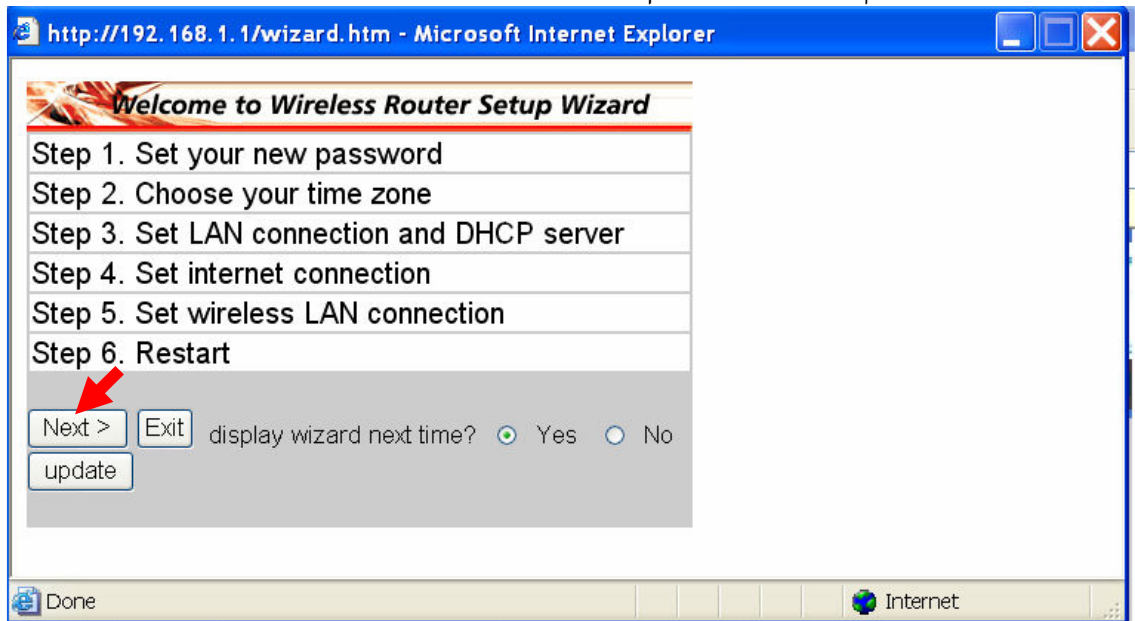 http://192.168.1.1/wizard.htm - Microsoft Internet Explorer
Welcome to Wireless Router Setup Wizard
Step 1. Set your new password
Step 2. Choose your time zone
Step 3. Set LAN connection and DHCP server
Step 4. Set internet connection
Step 5. Set wireless LAN connection
Step 6. Restart
Next > Exit display wizard next time? Yes No
update
Done Internet